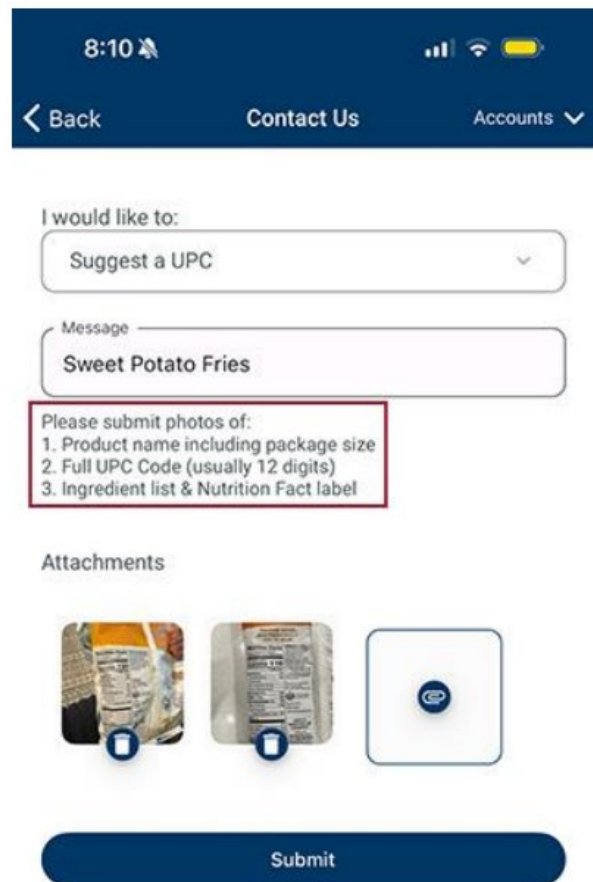 8:10
Back
Contact Us
Accounts
I would like to:
Suggest a UPC
Message
Sweet Potato Fries
Please submit photos of:
1. Product name including package size
2. Full UPC Code (usually 12 digits)
3. Ingredient list & Nutrition Fact label
Attachments
Submit